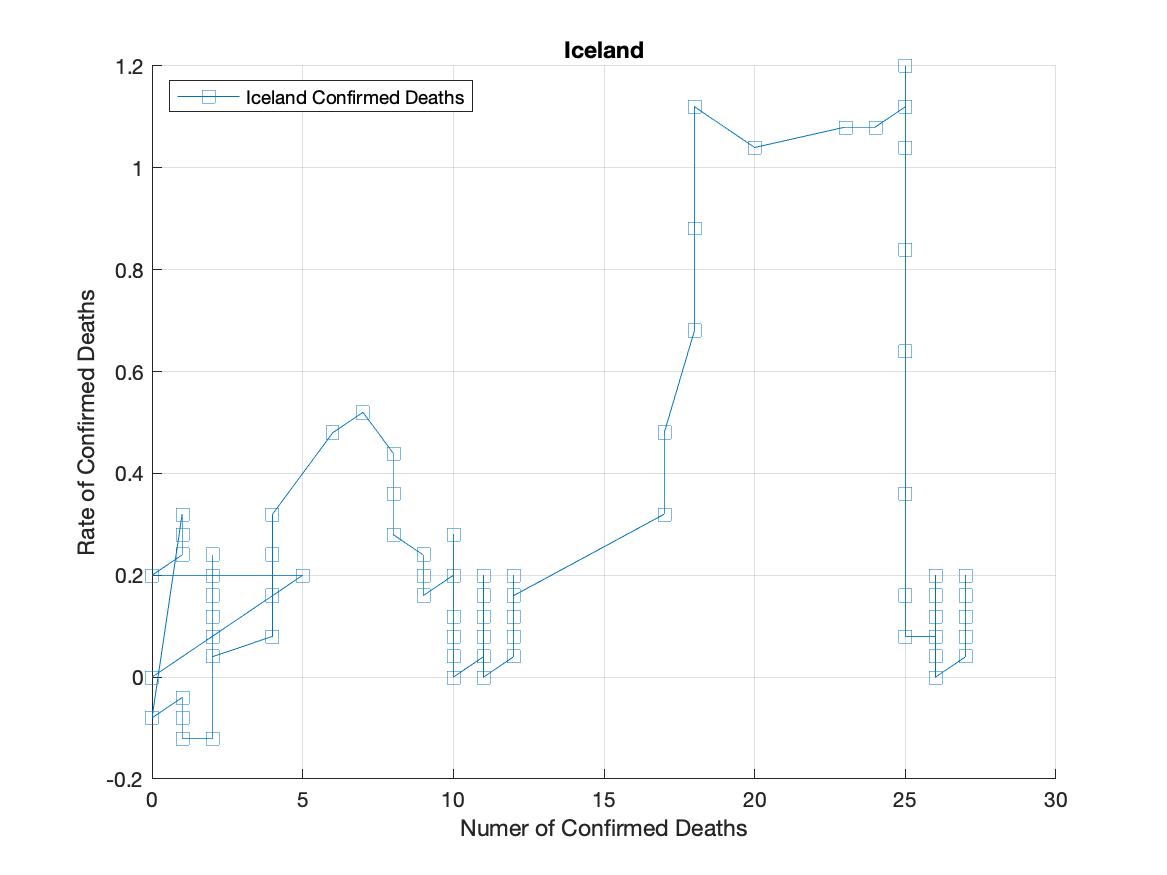 Iceland
Iceland Confirmed Deaths
1.2
1
0.8
0.6
0.4
0.2
0
-0.2
Rate of Confirmed Deaths
0 5 10 15 20 25 30
Numer of Confirmed Deaths